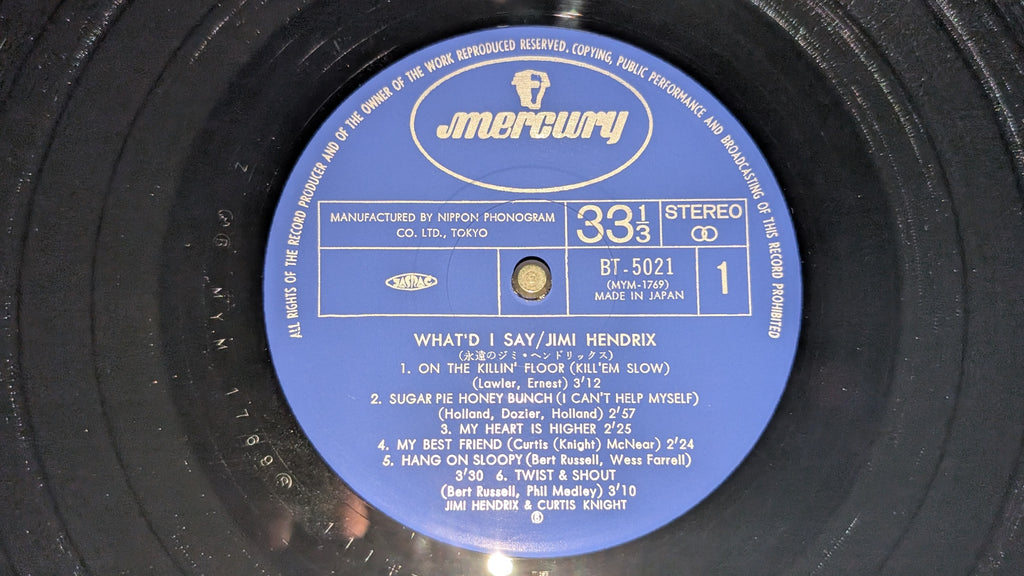 ALL RIGHTS OF THE RECORD PRODUCER AND OF THE OWNER OF THE WORK REPRODUCED RESERVED. COPYING, PUBLIC PERFORMANCE AND BROADCASTING OF THIS RECORD PROHIBITED
mercury
MANUFACTURED BY NIPPON PHONOGRAM
CO. LTD., TOKYO
33 1/3
STEREO
JASRAC
BT-5021
(MYM-1769)
MADE IN JAPAN
1
WHAT'D I SAY/JIMI HENDRIX
(永遠のジミ・ヘンドリックス)
1. ON THE KILLIN' FLOOR (KILL'EM SLOW)
(Lawler, Ernest) 3'12
2. SUGAR PIE HONEY BUNCH (I CAN'T HELP MYSELF)
(Holland, Dozier, Holland) 2'57
3. MY HEART IS HIGHER 2'25
4. MY BEST FRIEND (Curtis (Knight) McNear) 2'24
5. HANG ON SLOOPY (Bert Russell, Wess Farrell)
3'30 6. TWIST & SHOUT
(Bert Russell, Phil Medley) 3'10
JIMI HENDRIX & CURTIS KNIGHT